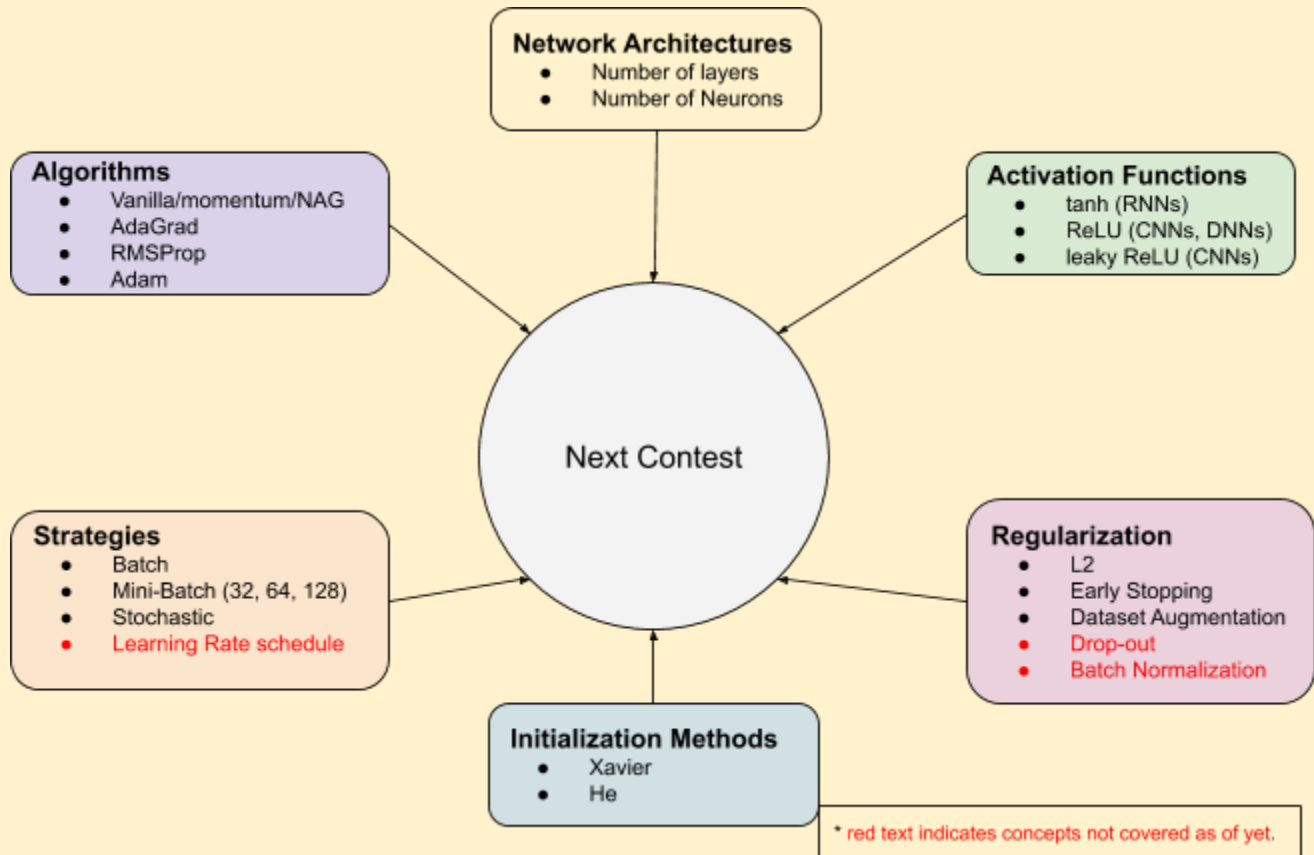 Network Architectures
● Number of layers
● Number of Neurons
Algorithms
● Vanilla/momentum/NAG
● AdaGrad
● RMSProp
● Adam
Activation Functions
● tanh (RNNs)
● ReLU (CNNs, DNNs)
● leaky ReLU (CNNs)
Next Contest
Strategies
● Batch
● Mini-Batch (32, 64, 128)
● Stochastic
● Learning Rate schedule
Regularization
● L2
● Early Stopping
● Dataset Augmentation
● Drop-out
● Batch Normalization
Initialization Methods
● Xavier
● He
* red text indicates concepts not covered as of yet.